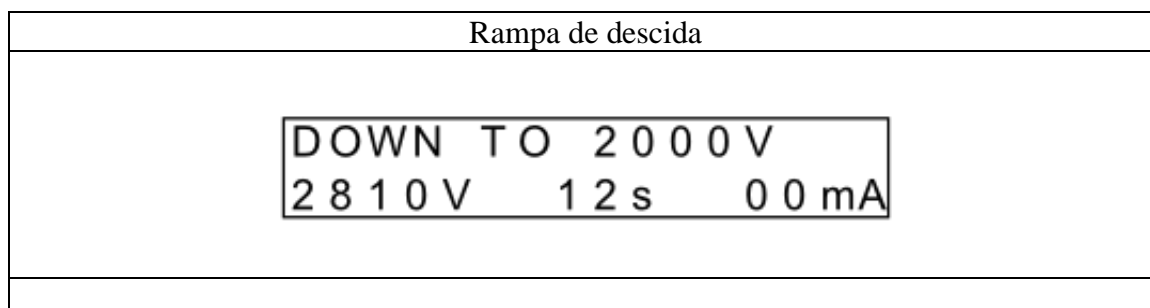 Rampa de descida
DOWN TO 2000V
2810V 12s 00mA